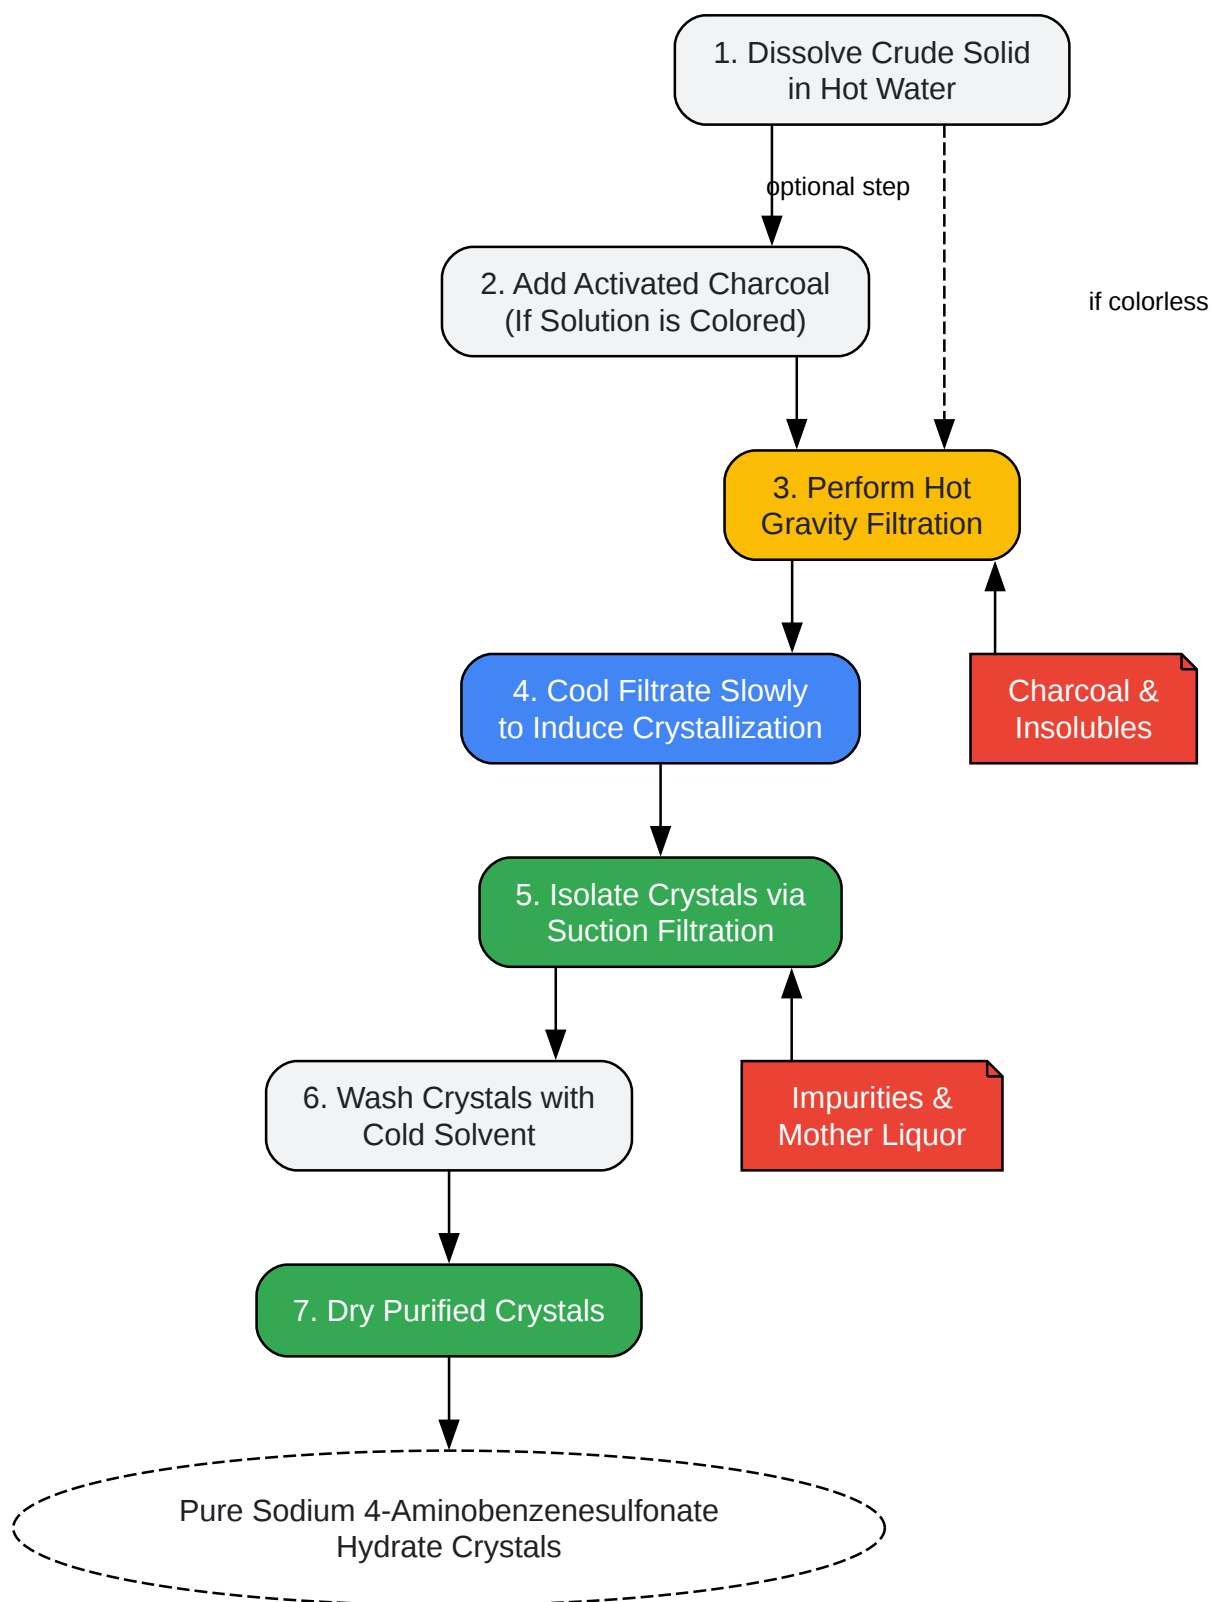 1. Dissolve Crude Solid
in Hot Water
optional step
2. Add Activated Charcoal
(If Solution is Colored)
if colorless
3. Perform Hot
Gravity Filtration
4. Cool Filtrate Slowly
to Induce Crystallization
Charcoal &
Insolubles
5. Isolate Crystals via
Suction Filtration
6. Wash Crystals with
Cold Solvent
Impurities &
Mother Liquor
7. Dry Purified Crystals
Pure Sodium 4-Aminobenzenesulfonate
Hydrate Crystals